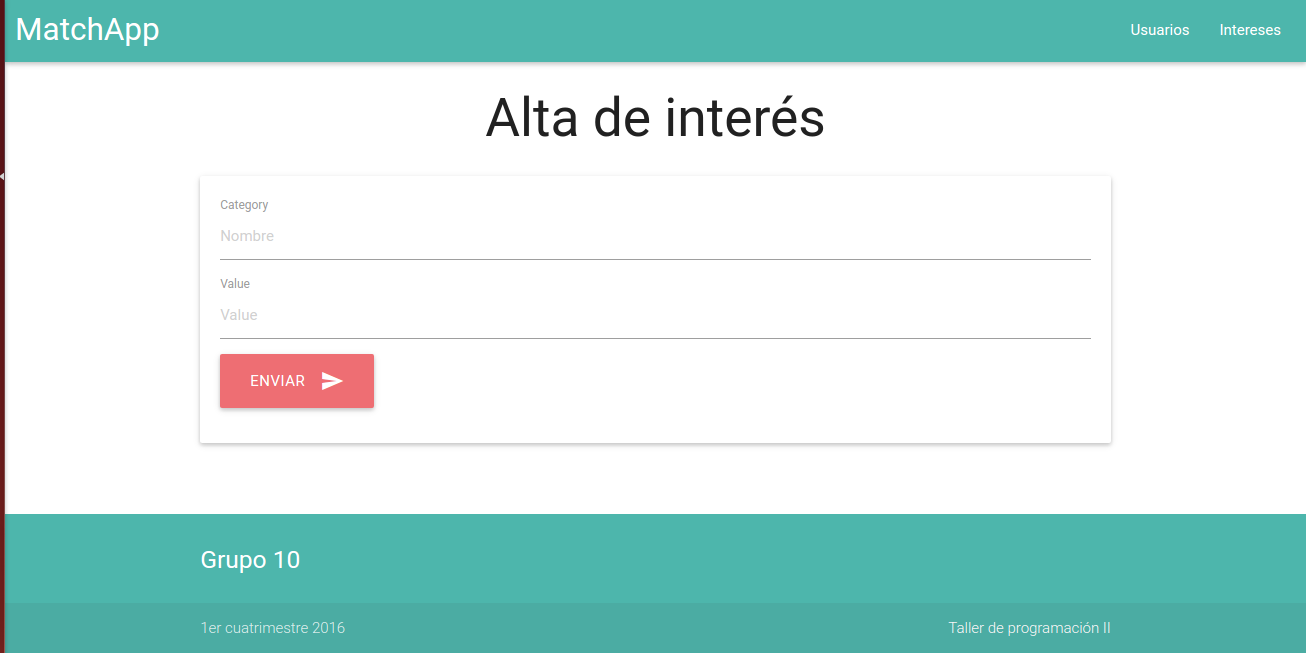 MatchApp
Usuarios Intereses
Alta de interés
Category
Nombre
Value
Value
ENVIAR
Grupo 10
1er cuatrimestre 2016
Taller de programación II